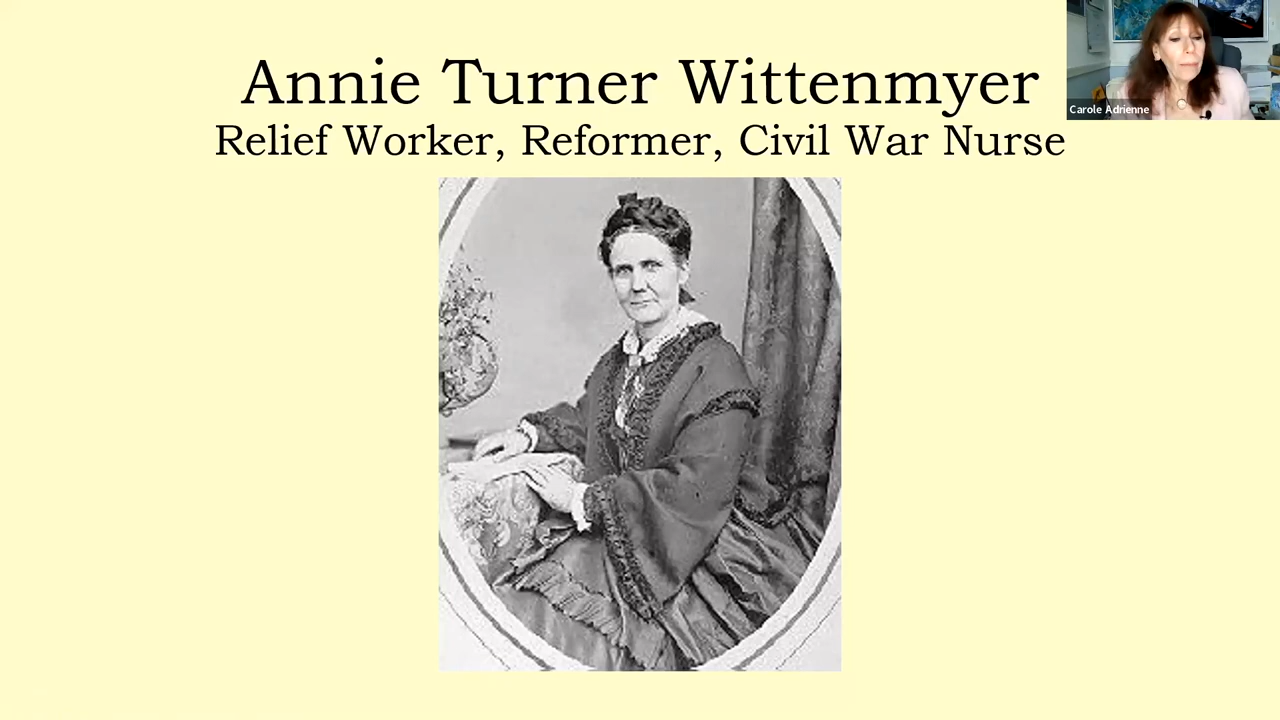 Annie Turner Wittenmyer
Relief Worker, Reformer, Civil War Nurse
Carole Adrienne